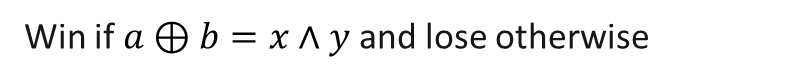 Win if a ⊕ b = x ∧ y and lose otherwise